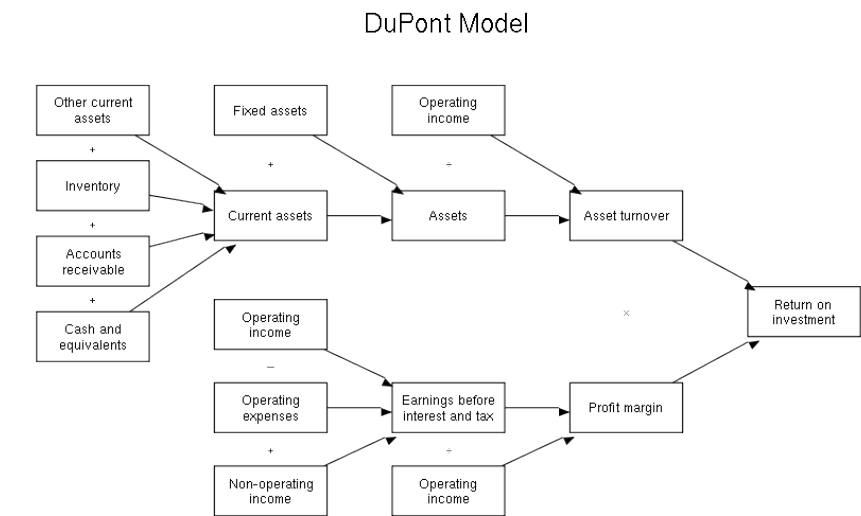 DuPont Model
Other current
assets
+
Inventory
+
Accounts
receivable
+
Cash and
equivalents
Fixed assets
+
Current assets
Operating
income
÷
Assets
Asset turnover
Operating
income
–
Operating
expenses
+
Non-operating
income
Earnings before
interest and tax
÷
Operating
income
Profit margin
×
Return on
investment